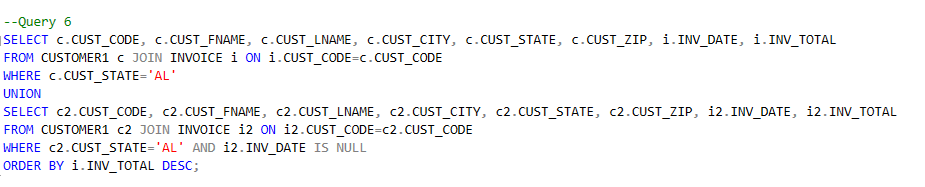 --Query 6
SELECT c.CUST_CODE, c.CUST_FNAME, c.CUST_LNAME, c.CUST_CITY, c.CUST_STATE, c.CUST_ZIP, i.INV_DATE, i.INV_TOTAL
FROM CUSTOMER1 c JOIN INVOICE i ON i.CUST_CODE=c.CUST_CODE
WHERE c.CUST_STATE='AL'
UNION
SELECT c2.CUST_CODE, c2.CUST_FNAME, c2.CUST_LNAME, c2.CUST_CITY, c2.CUST_STATE, c2.CUST_ZIP, i2.INV_DATE, i2.INV_TOTAL
FROM CUSTOMER1 c2 JOIN INVOICE i2 ON i2.CUST_CODE=c2.CUST_CODE
WHERE c2.CUST_STATE='AL' AND i2.INV_DATE IS NULL
ORDER BY i.INV_TOTAL DESC;